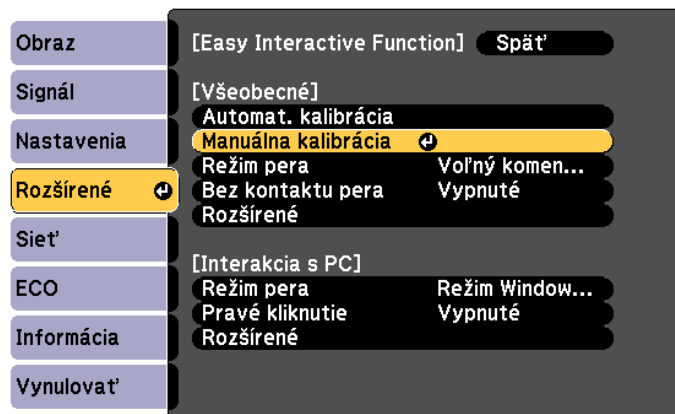 Obraz
Signál
Nastavenia
Rozšírené
Sieť
ECO
Informácia
Vynulovať
[Easy Interactive Function] Späť
[Všeobecné]
Automat. kalibrácia
Manuálna kalibrácia
Režim pera Voľný komen...
Bez kontaktu pera Vypnuté
Rozšírené
[Interakcia s PC]
Režim pera Režim Window...
Pravé kliknutie Vypnuté
Rozšírené